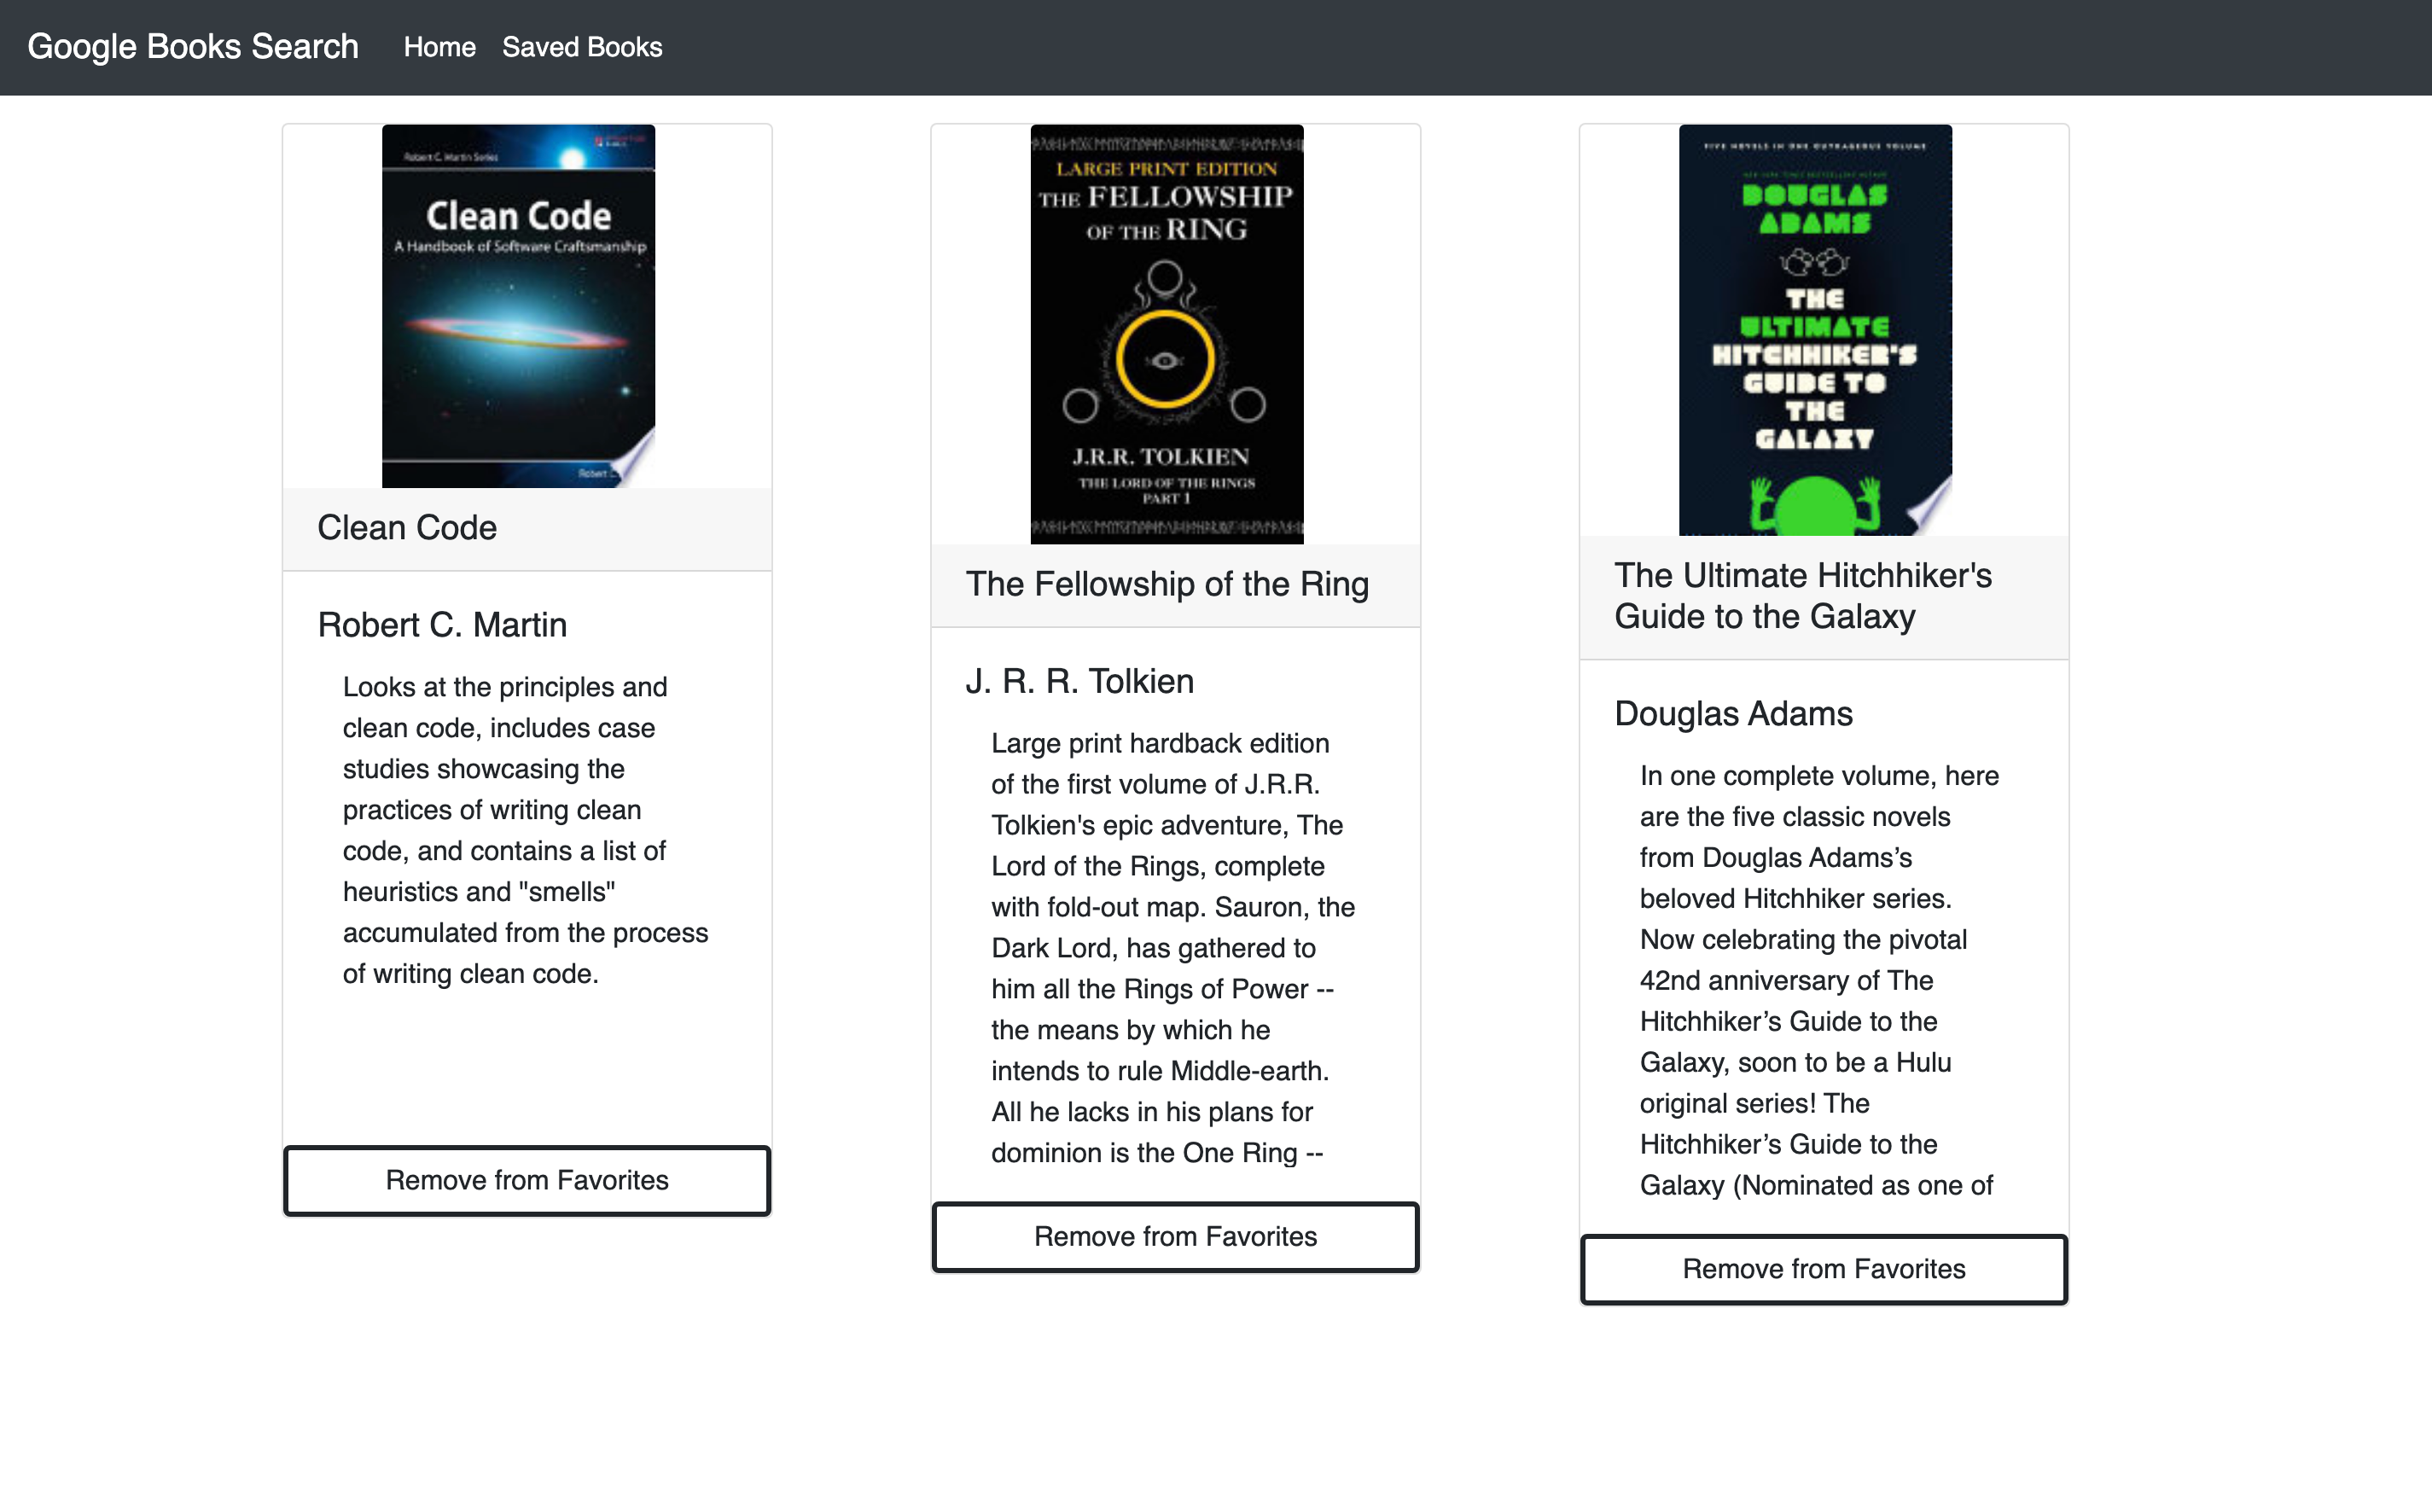 Google Books Search
Home
Saved Books
Robert C. Martin Series
Clean Code
A Handbook of Software Craftsmanship
Robert C.
Clean Code
Robert C. Martin
Looks at the principles and
clean code, includes case
studies showcasing the
practices of writing clean
code, and contains a list of
heuristics and "smells"
accumulated from the process
of writing clean code.
Remove from Favorites
LARGE PRINT EDITION
THE FELLOWSHIP
OF THE RING
J.R.R. TOLKIEN
THE LORD OF THE RINGS
PART 1
The Fellowship of the Ring
J. R. R. Tolkien
Large print hardback edition
of the first volume of J.R.R.
Tolkien's epic adventure, The
Lord of the Rings, complete
with fold-out map. Sauron, the
Dark Lord, has gathered to
him all the Rings of Power --
the means by which he
intends to rule Middle-earth.
All he lacks in his plans for
dominion is the One Ring --
Remove from Favorites
FIVE NOVELS IN ONE OUTRAGEOUS VOLUME
NEW YORK TIMES BESTSELLING AUTHOR
DOUGLAS
ADAMS
THE
ULTIMATE
HITCHHIKER'S
GUIDE TO
THE
GALAXY
The Ultimate Hitchhiker's
Guide to the Galaxy
Douglas Adams
In one complete volume, here
are the five classic novels
from Douglas Adams’s
beloved Hitchhiker series.
Now celebrating the pivotal
42nd anniversary of The
Hitchhiker’s Guide to the
Galaxy, soon to be a Hulu
original series! The
Hitchhiker’s Guide to the
Galaxy (Nominated as one of
Remove from Favorites